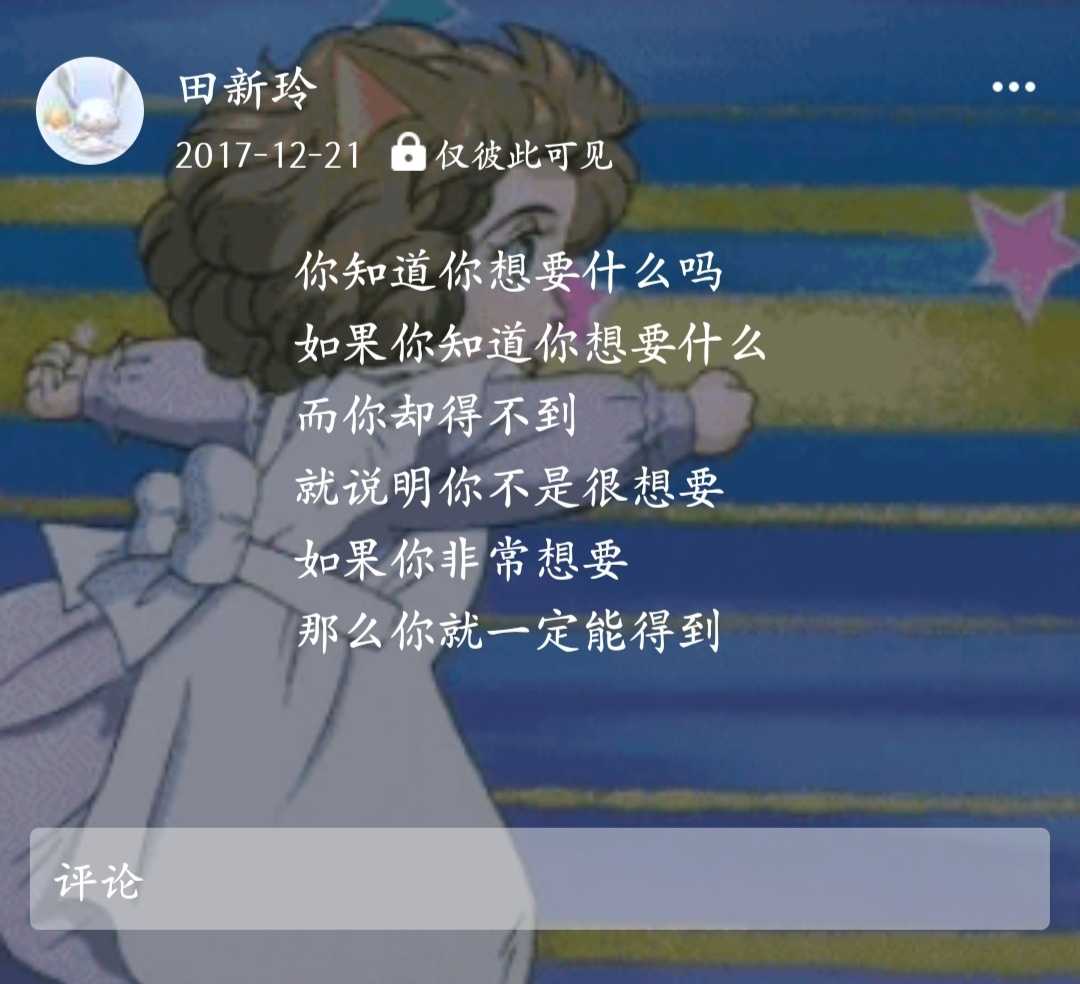 田新玲
2017-12-21 仅彼此可见
你知道你想要什么吗
如果你知道你想要什么
而你却得不到
就说明你不是很想要
如果你非常想要
那么你就一定能得到
评论